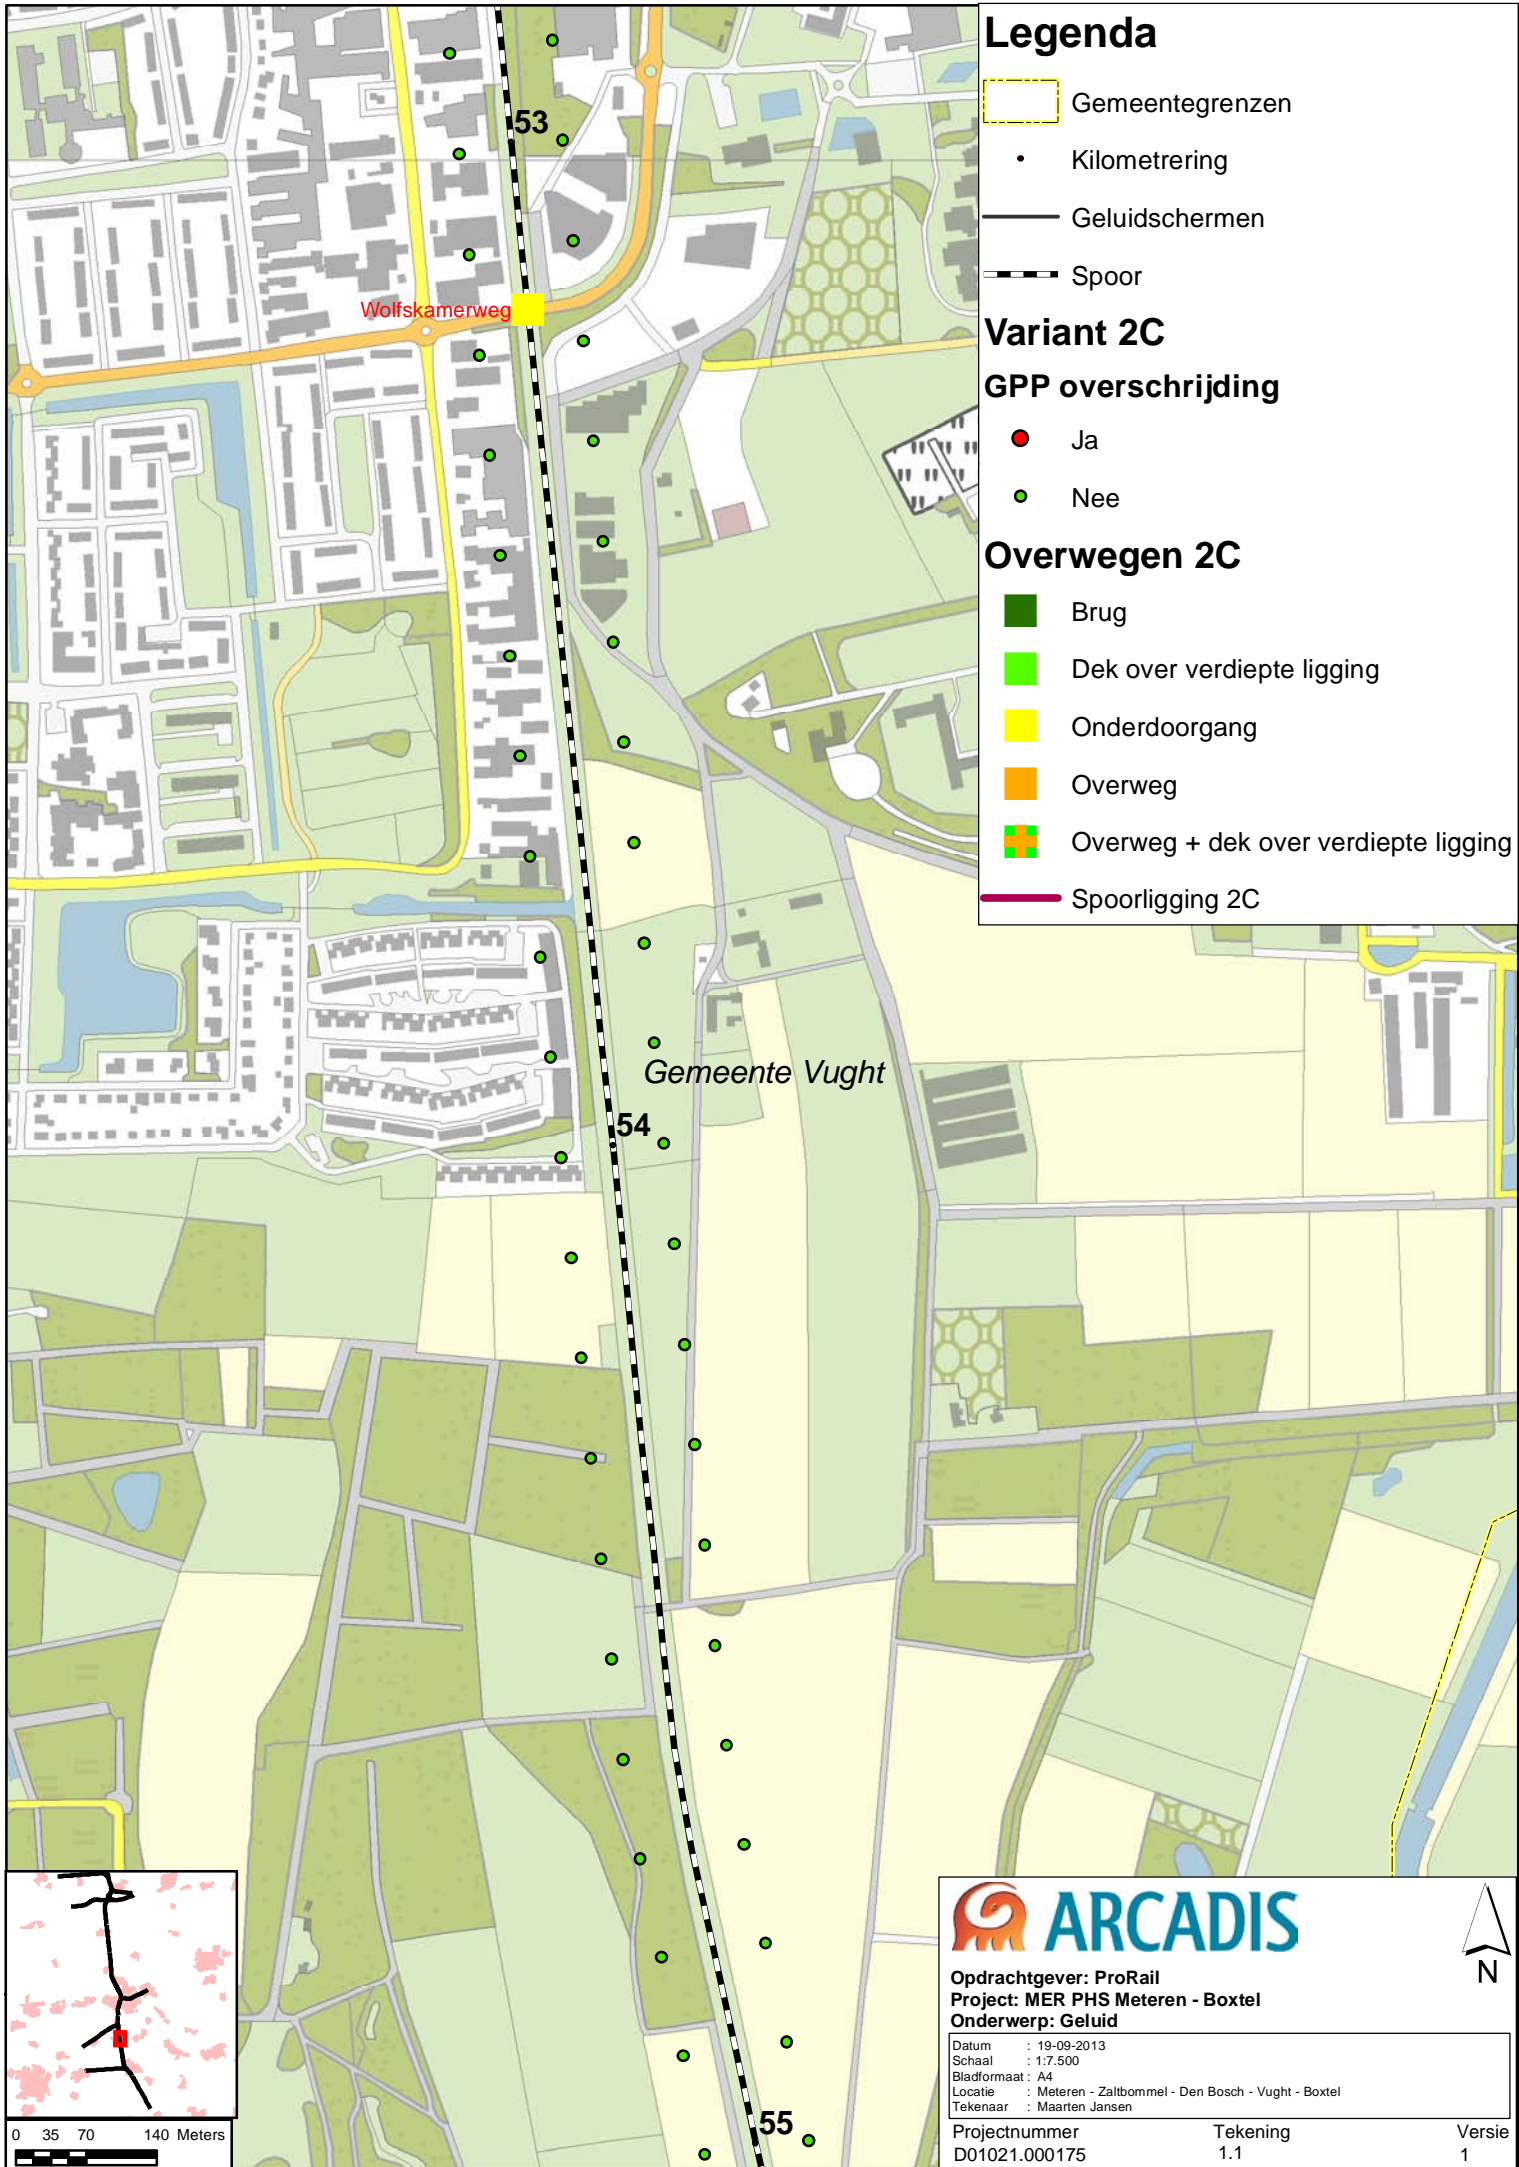 Legenda
Gemeentegrenzen
Kilometrering
Geluidschermen
Spoor
Variant 2C
GPP overschrijding
Ja
Nee
Overwegen 2C
Brug
Dek over verdiepte ligging
Onderdoorgang
Overweg
Overweg + dek over verdiepte ligging
Spoorligging 2C
53
Wolfskamerweg
Gemeente Vught
54
55
0 35 70 140 Meters
ARCADIS
N
Opdrachtgever: ProRail
Project: MER PHS Meteren - Boxtel
Onderwerp: Geluid
Datum : 19-09-2013
Schaal : 1:7.500
Bladformaat : A4
Locatie : Meteren - Zaltbommel - Den Bosch - Vught - Boxtel
Tekenaar : Maarten Jansen
Projectnummer Tekening Versie
D01021.000175 1.1 1